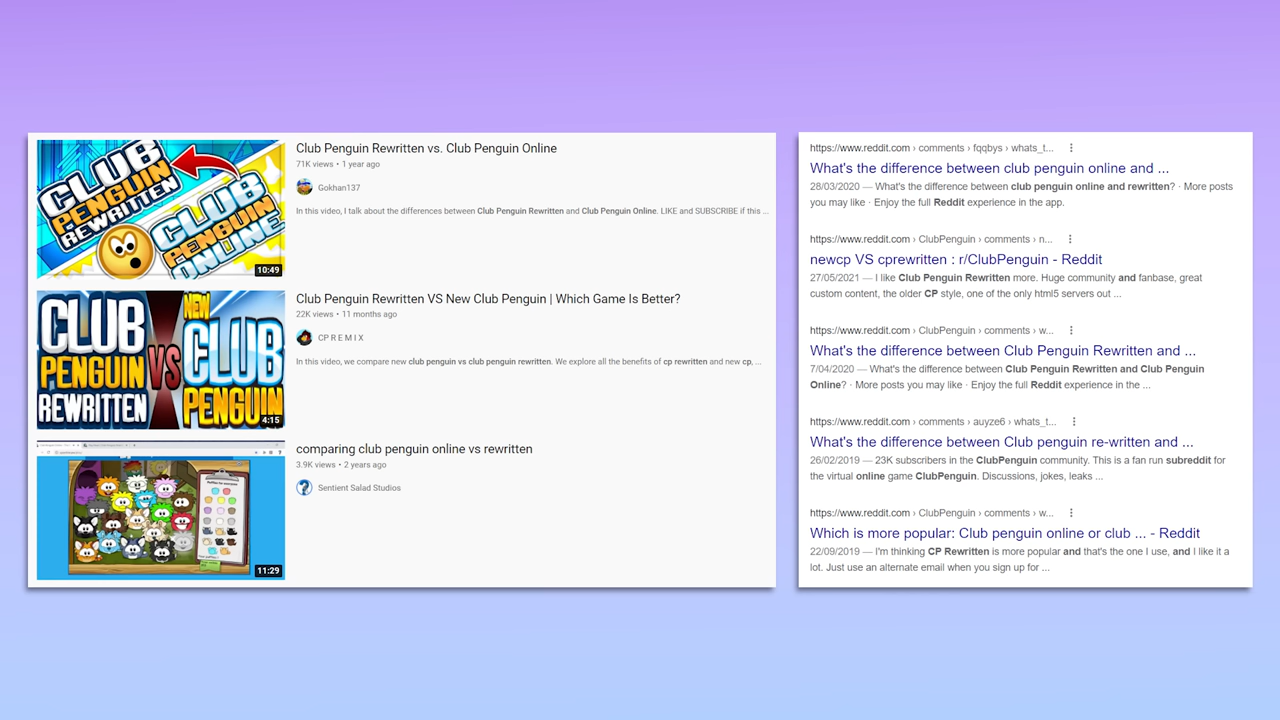 CLUB
PENGUIN
REWRITTEN
CLUB
PENGUIN
ONLINE
10:49
Club Penguin Rewritten vs. Club Penguin Online
71K views • 1 year ago
Gokhan137
In this video, I talk about the differences between Club Penguin Rewritten and Club Penguin Online. LIKE and SUBSCRIBE if this ...
CLUB
PENGUIN
REWRITTEN
VS
NEW
CLUB
PENGUIN
4:15
Club Penguin Rewritten VS New Club Penguin | Which Game Is Better?
22K views • 11 months ago
CP R E M I X
In this video, we compare new club penguin vs club penguin rewritten. We explore all the benefits of cp rewritten and new cp, ...
11:29
comparing club penguin online vs rewritten
3.9K views • 2 years ago
Sentient Salad Studios
https://www.reddit.com › comments › fqqbys › whats_t...
What's the difference between club penguin online and ...
28/03/2020 — What's the difference between club penguin online and rewritten? · More posts
you may like · Enjoy the full Reddit experience in the app.
https://www.reddit.com › ClubPenguin › comments › n...
newcp VS cprewritten : r/ClubPenguin - Reddit
27/05/2021 — I like Club Penguin Rewritten more. Huge community and fanbase, great
custom content, the older CP style, one of the only html5 servers out ...
https://www.reddit.com › ClubPenguin › comments › w...
What's the difference between Club Penguin Rewritten and ...
7/04/2020 — What's the difference between Club Penguin Rewritten and Club Penguin
Online? · More posts you may like · Enjoy the full Reddit experience in the ...
https://www.reddit.com › comments › auyze6 › whats_t...
What's the difference between Club penguin re-written and ...
26/02/2019 — 23K subscribers in the ClubPenguin community. This is a fan run subreddit for
the virtual online game ClubPenguin. Discussions, jokes, leaks ...
https://www.reddit.com › ClubPenguin › comments › w...
Which is more popular: Club penguin online or club ... - Reddit
22/09/2019 — I'm thinking CP Rewritten is more popular and that's the one I use, and I like it a
lot. Just use an alternate email when you sign up for ...